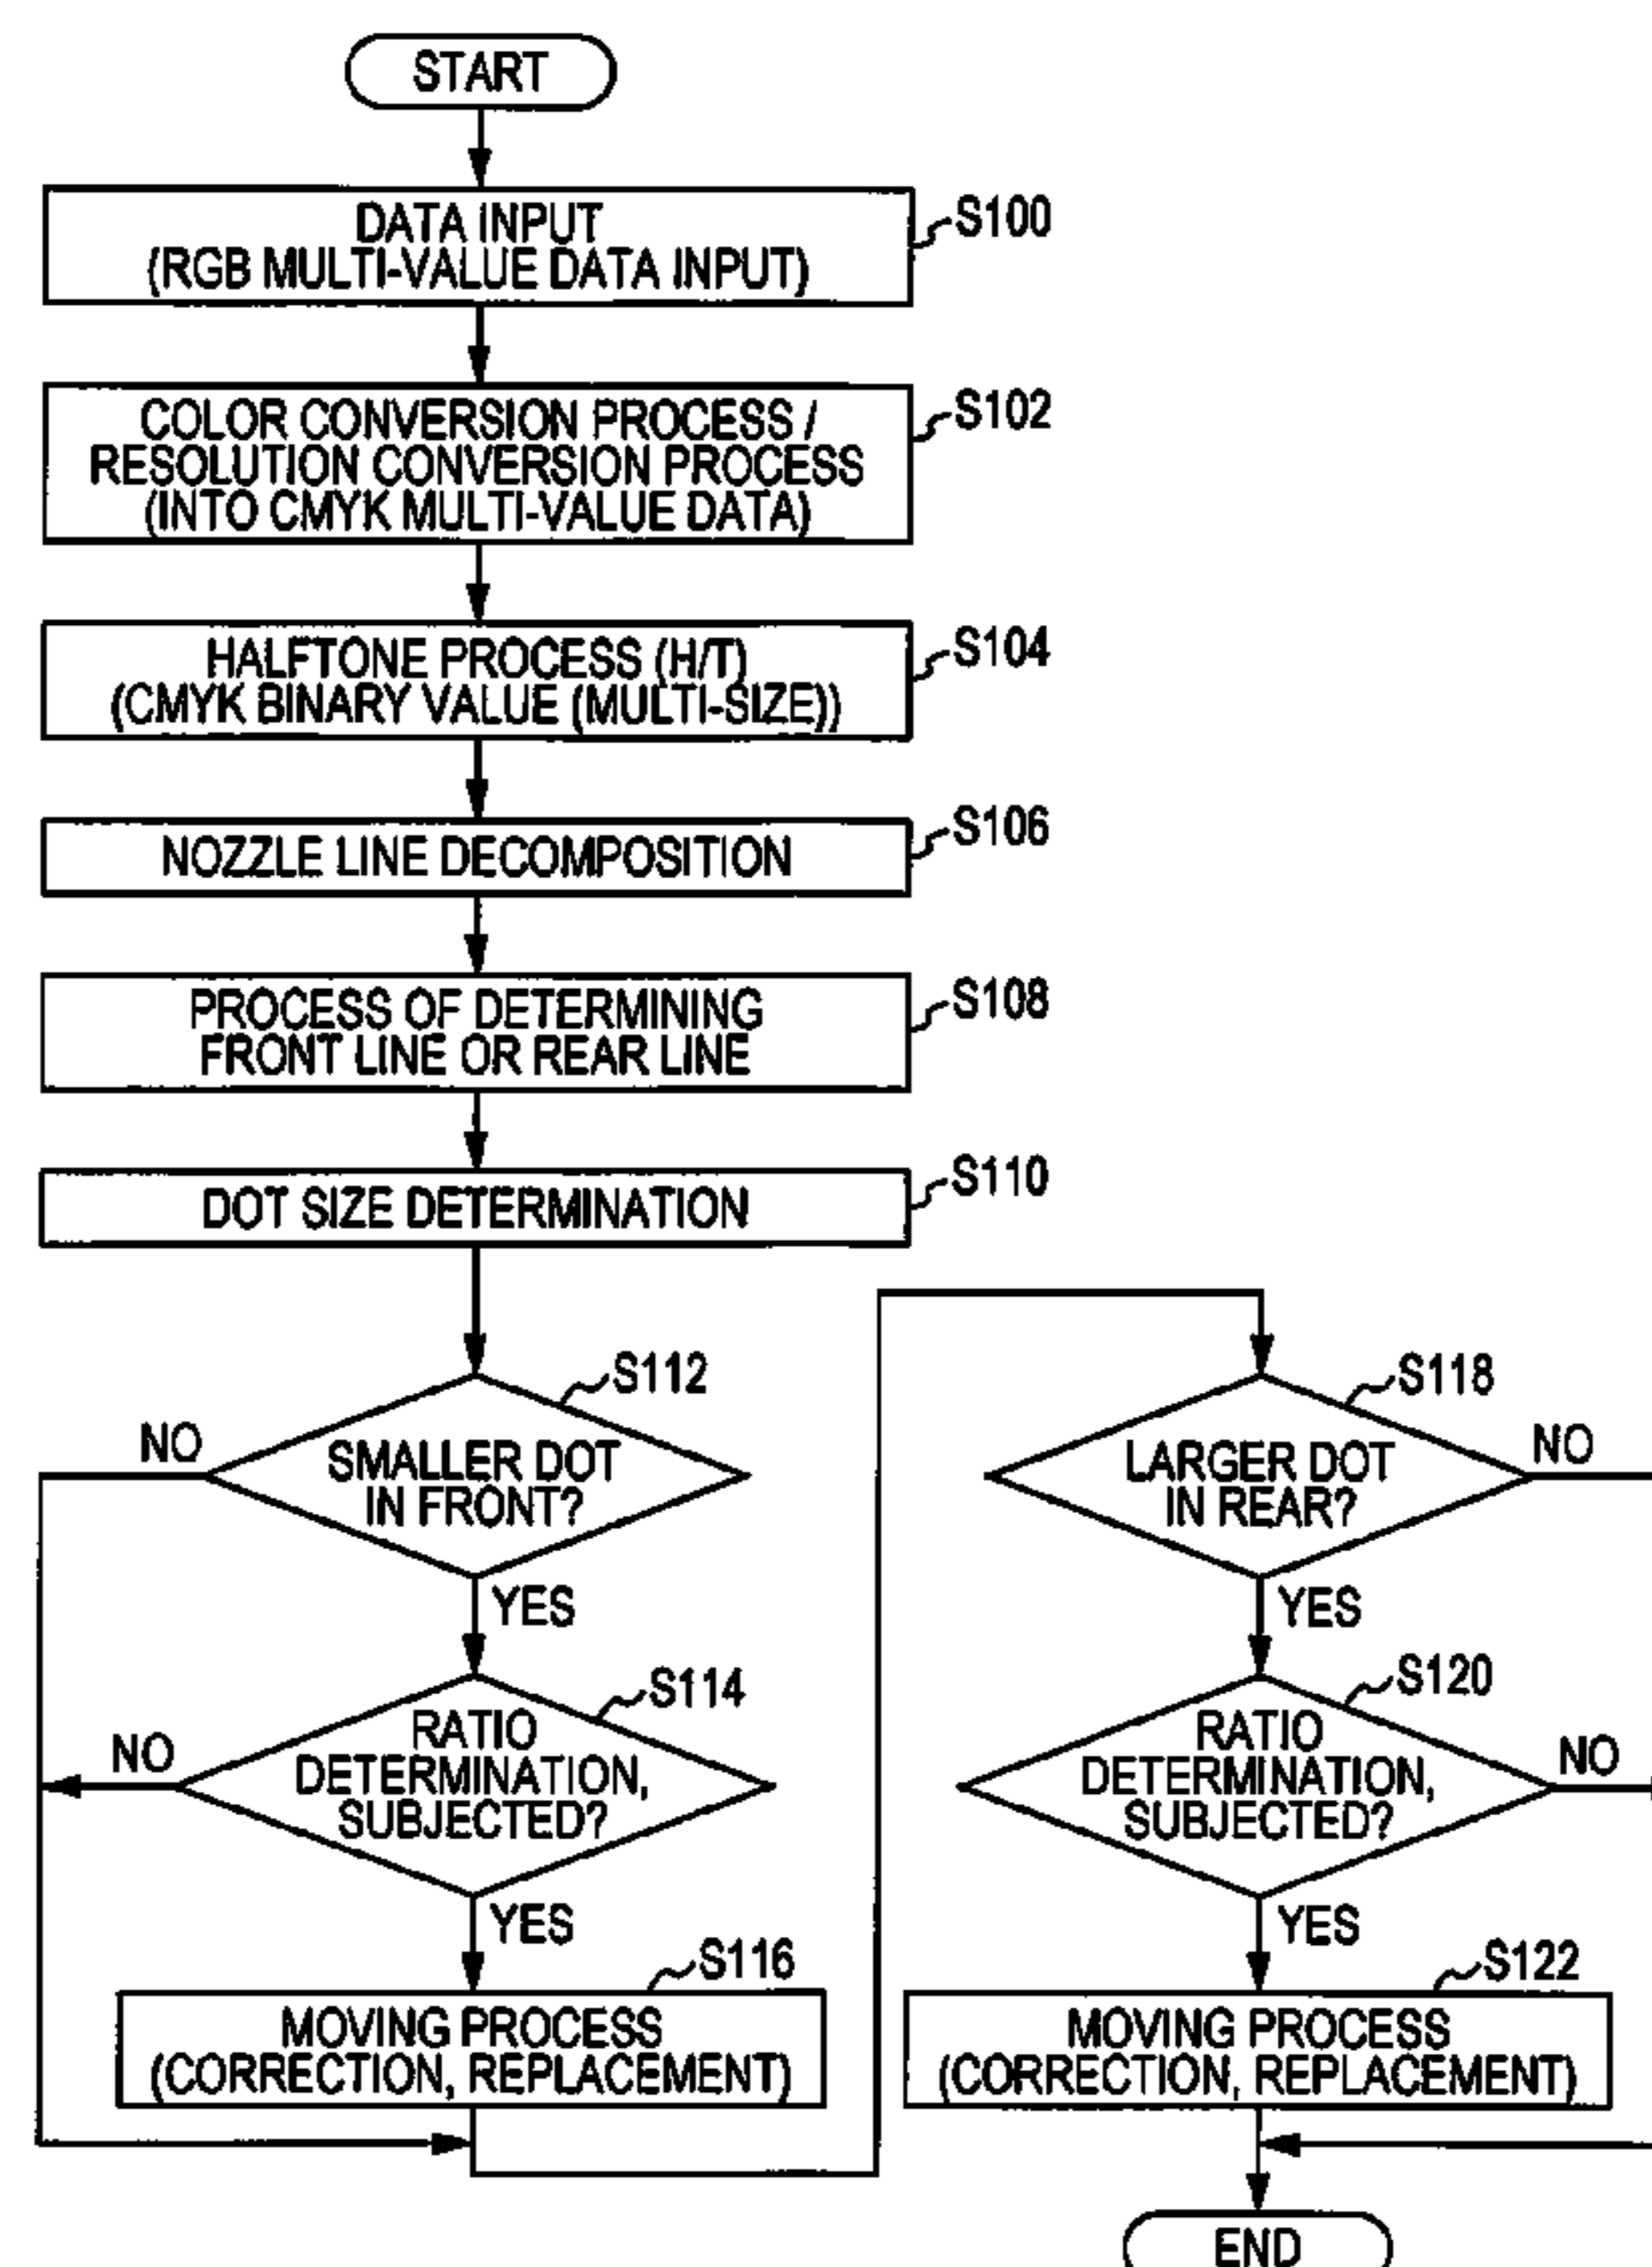 START
DATA INPUT
(RGB MULTI-VALUE DATA INPUT)
S100
COLOR CONVERSION PROCESS /
RESOLUTION CONVERSION PROCESS
(INTO CMYK MULTI-VALUE DATA)
S102
HALFTONE PROCESS (H/T)
(CMYK BINARY VALUE (MULTI-SIZE))
S104
NOZZLE LINE DECOMPOSITION
S106
PROCESS OF DETERMINING
FRONT LINE OR REAR LINE
S108
DOT SIZE DETERMINATION
S110
S112
NO
SMALLER DOT
IN FRONT?
YES
S114
NO
RATIO
DETERMINATION,
SUBJECTED?
YES
S116
MOVING PROCESS
(CORRECTION, REPLACEMENT)
S118
NO
LARGER DOT
IN REAR?
YES
S120
NO
RATIO
DETERMINATION,
SUBJECTED?
YES
S122
MOVING PROCESS
(CORRECTION, REPLACEMENT)
END